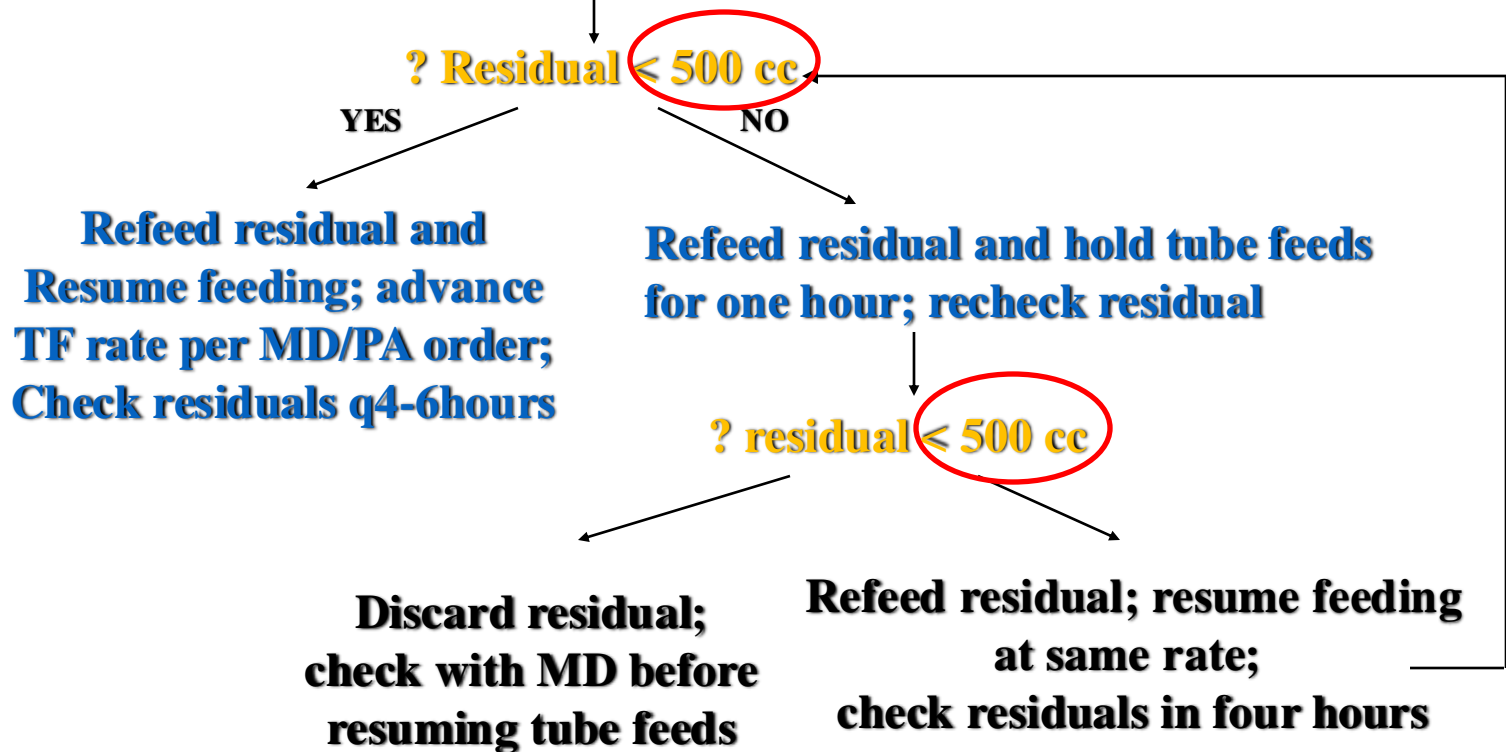 ? Residual < 500 cc
YES
NO
Refeed residual and
Resume feeding; advance
TF rate per MD/PA order;
Check residuals q4-6hours
Refeed residual and hold tube feeds
for one hour; recheck residual
? residual < 500 cc
Discard residual;
check with MD before
resuming tube feeds
Refeed residual; resume feeding
at same rate;
check residuals in four hours